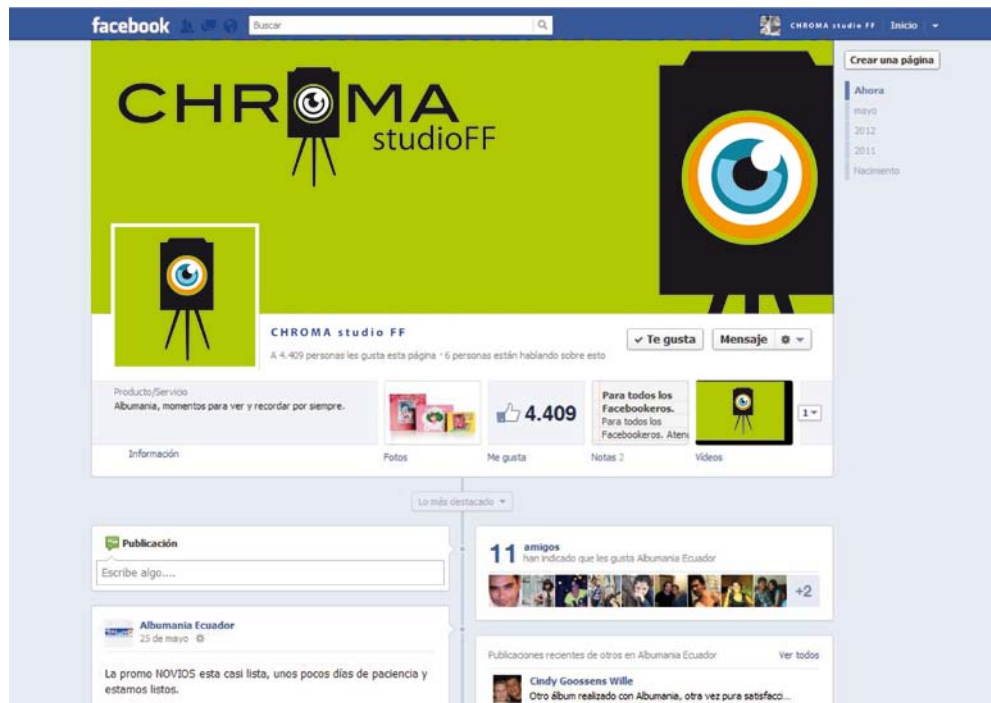 facebook
Buscar
CHROMA studio FF
Inicio
Crear una página
Ahora
mayo
2012
2011
Nacimiento
CHROMA
studioFF
CHROMA studio FF
A 4.409 personas les gusta esta página · 6 personas están hablando sobre esto
Te gusta
Mensaje
Producto/Servicio
Albumania, momentos para ver y recordar por siempre.
Información
Fotos
4.409
Me gusta
Para todos los
Facebookeros.
Para todos los
Facebookeros. Aten
Notas 2
Vídeos
1
Lo más destacado
Publicación
Escribe algo....
Albumania Ecuador
25 de mayo
La promo NOVIOS esta casi lista, unos pocos días de paciencia y
estamos listos.
11 amigos
han indicado que les gusta Albumania Ecuador
+2
Publicaciones recientes de otros en Albumania Ecuador
Ver todos
Cindy Goossens Wille
Otro álbum realizado con Albumania, otra vez pura satisfacc...